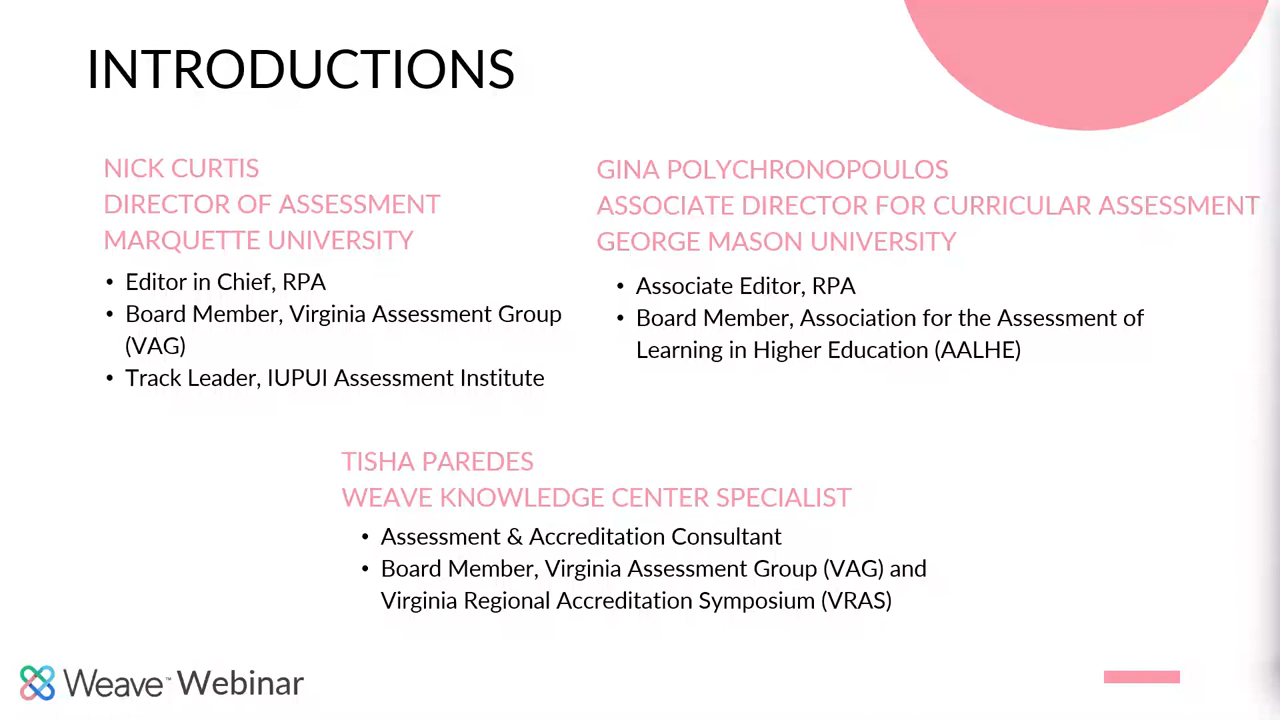 INTRODUCTIONS
NICK CURTIS
DIRECTOR OF ASSESSMENT
MARQUETTE UNIVERSITY
• Editor in Chief, RPA
• Board Member, Virginia Assessment Group
(VAG)
• Track Leader, IUPUI Assessment Institute
GINA POLYCHRONOPOULOS
ASSOCIATE DIRECTOR FOR CURRICULAR ASSESSMENT
GEORGE MASON UNIVERSITY
• Associate Editor, RPA
• Board Member, Association for the Assessment of
Learning in Higher Education (AALHE)
TISHA PAREDES
WEAVE KNOWLEDGE CENTER SPECIALIST
• Assessment & Accreditation Consultant
• Board Member, Virginia Assessment Group (VAG) and
Virginia Regional Accreditation Symposium (VRAS)
Weave™ Webinar